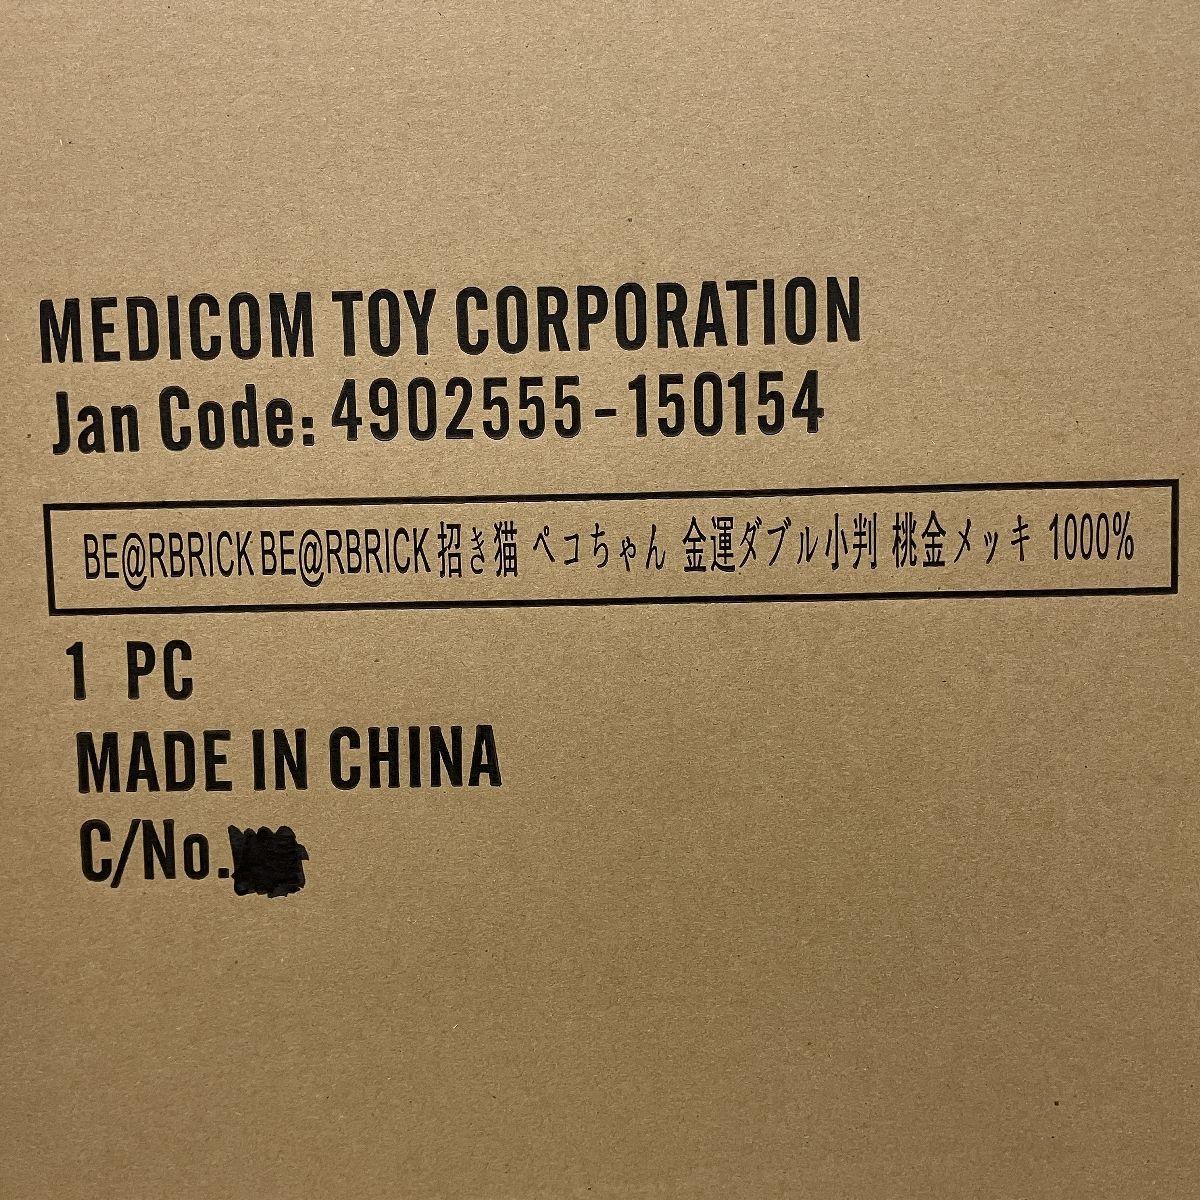 MEDICOM TOY CORPORATION
Jan Code: 4902555-150154
BE@RBRICK BE@RBRICK 招き猫 ペコちゃん 金運ダブル小判 桃金メッキ 1000%
1 PC
MADE IN CHINA
C/No.